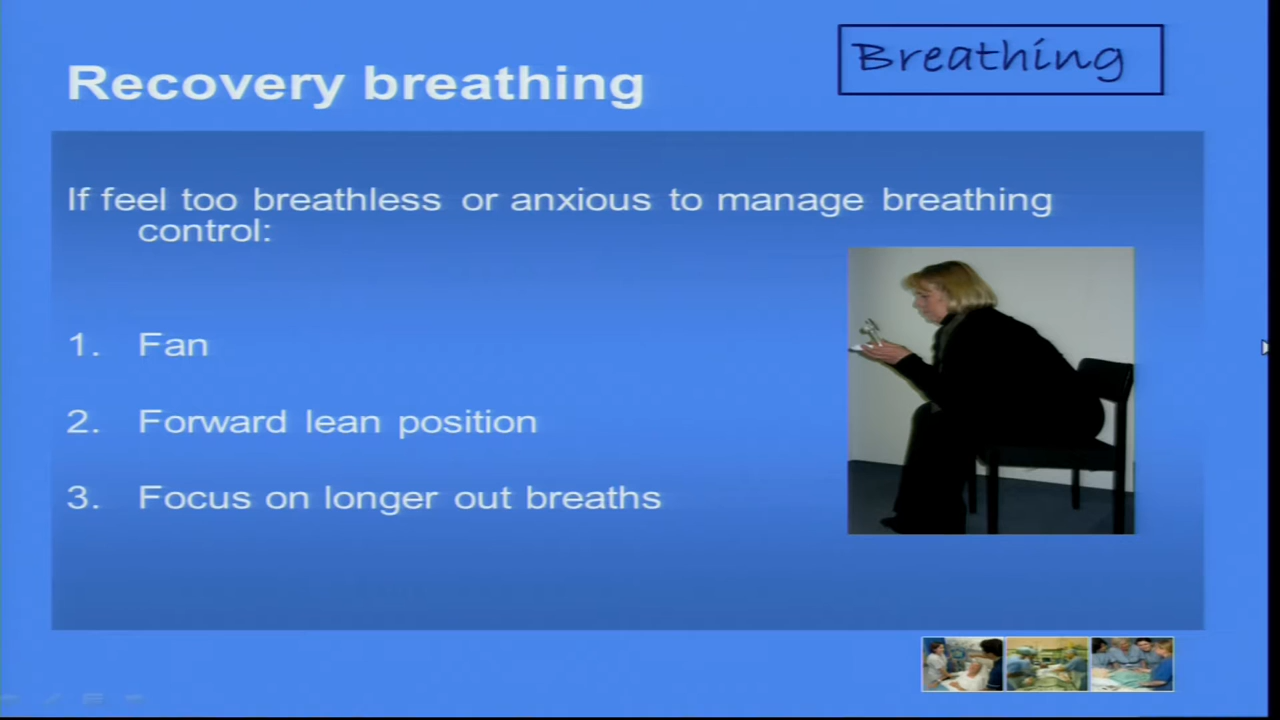 Breathing
Recovery breathing
If feel too breathless or anxious to manage breathing
control:
1. Fan
2. Forward lean position
3. Focus on longer out breaths